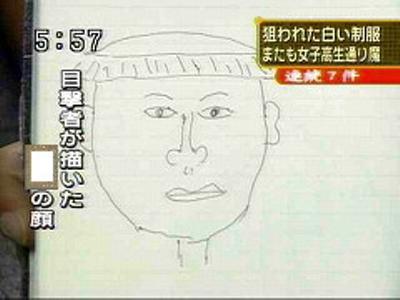 5:57
狙われた白い制服
またも女子高生通り魔
連続7件
目撃者が描いた
の顔